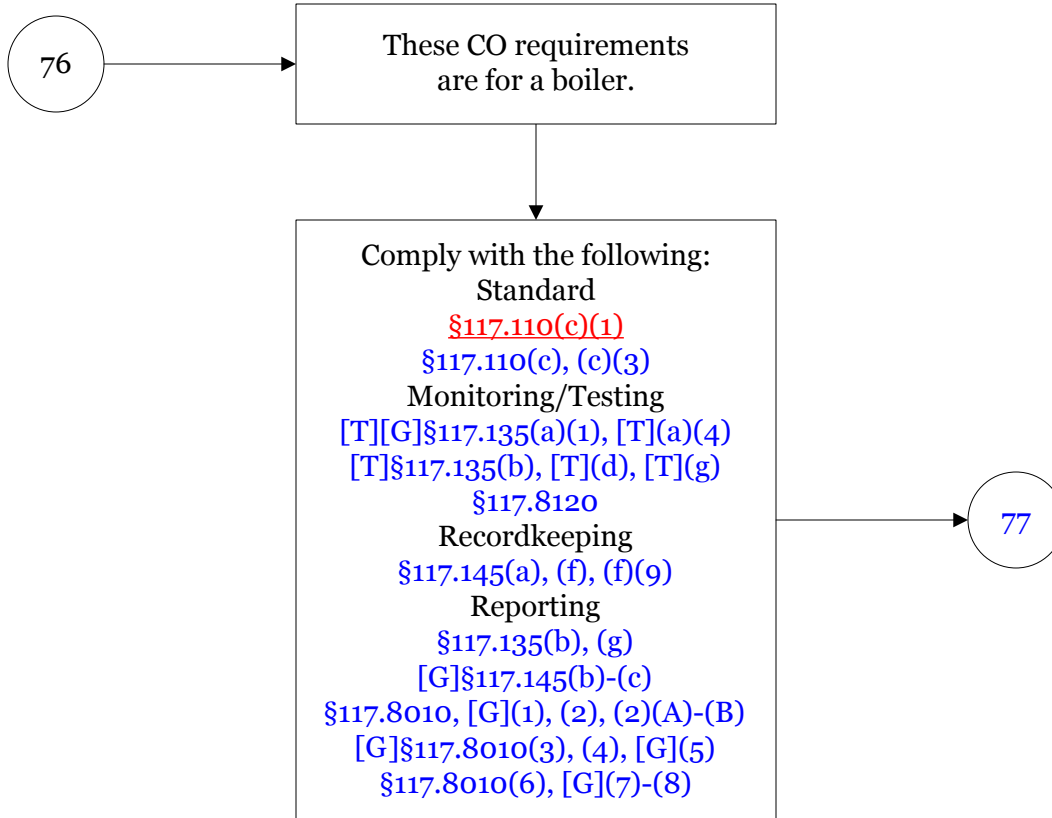 76
These CO requirements
are for a boiler.
Comply with the following:
Standard
§117.110(c)(1)
§117.110(c), (c)(3)
Monitoring/Testing
[T][G]§117.135(a)(1), [T](a)(4)
[T]§117.135(b), [T](d), [T](g)
§117.8120
Recordkeeping
§117.145(a), (f), (f)(9)
Reporting
§117.135(b), (g)
[G]§117.145(b)-(c)
§117.8010, [G](1), (2), (2)(A)-(B)
[G]§117.8010(3), (4), [G](5)
§117.8010(6), [G](7)-(8)
77